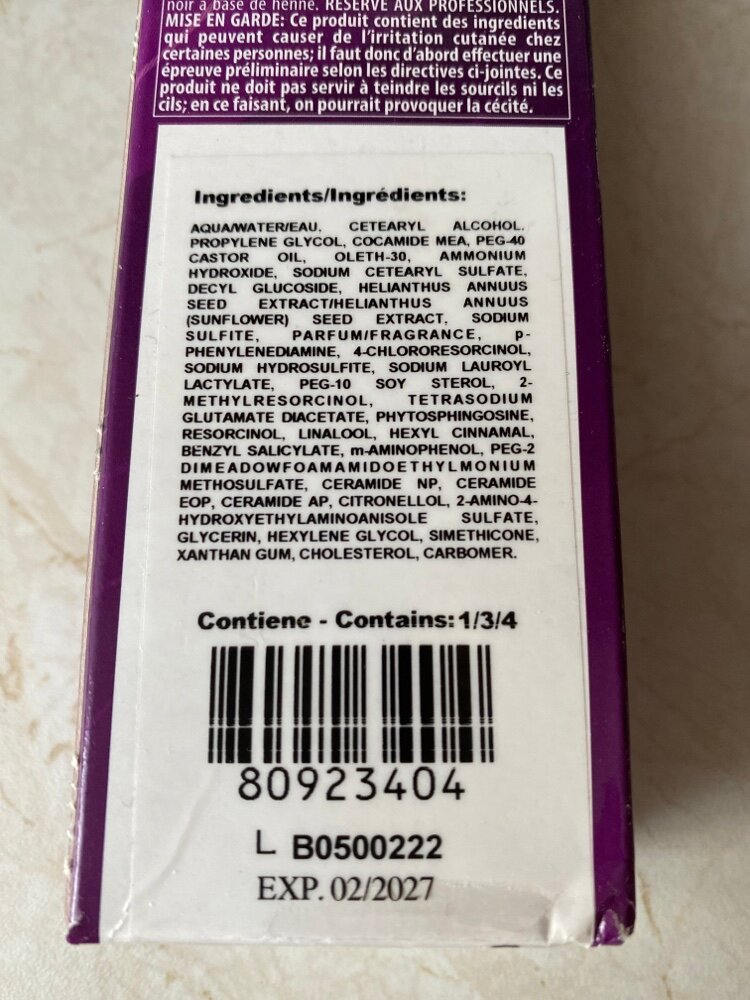 noir à base de henné. RÉSERVÉ AUX PROFESSIONNELS.
MISE EN GARDE: Ce produit contient des ingredients
qui peuvent causer de l'irritation cutanée chez
certaines personnes; il faut donc d'abord effectuer une
épreuve préliminaire selon les directives ci-jointes. Ce
produit ne doit pas servir à teindre les sourcils ni les
cils; en ce faisant, on pourrait provoquer la cécité.
Ingredients/Ingrédients:
AQUA/WATER/EAU, CETEARYL ALCOHOL,
PROPYLENE GLYCOL, COCAMIDE MEA, PEG-40
CASTOR OIL, OLETH-30, AMMONIUM
HYDROXIDE, SODIUM CETEARYL SULFATE,
DECYL GLUCOSIDE, HELIANTHUS ANNUUS
SEED EXTRACT/HELIANTHUS ANNUUS
(SUNFLOWER) SEED EXTRACT, SODIUM
SULFITE, PARFUM/FRAGRANCE, p-
PHENYLENEDIAMINE, 4-CHLORORESORCINOL,
SODIUM HYDROSULFITE, SODIUM LAUROYL
LACTYLATE, PEG-10 SOY STEROL, 2-
METHYLRESORCINOL, TETRASODIUM
GLUTAMATE DIACETATE, PHYTOSPHINGOSINE,
RESORCINOL, LINALOOL, HEXYL CINNAMAL,
BENZYL SALICYLATE, m-AMINOPHENOL, PEG-2
DIMEADOWFOAMAMIDOETHYLMONIUM
METHOSULFATE, CERAMIDE NP, CERAMIDE
EOP, CERAMIDE AP, CITRONELLOL, 2-AMINO-4-
HYDROXYETHYLAMINOANISOLE SULFATE,
GLYCERIN, HEXYLENE GLYCOL, SIMETHICONE,
XANTHAN GUM, CHOLESTEROL, CARBOMER.
Contiene - Contains:1/3/4
80923404
L B0500222
EXP. 02/2027